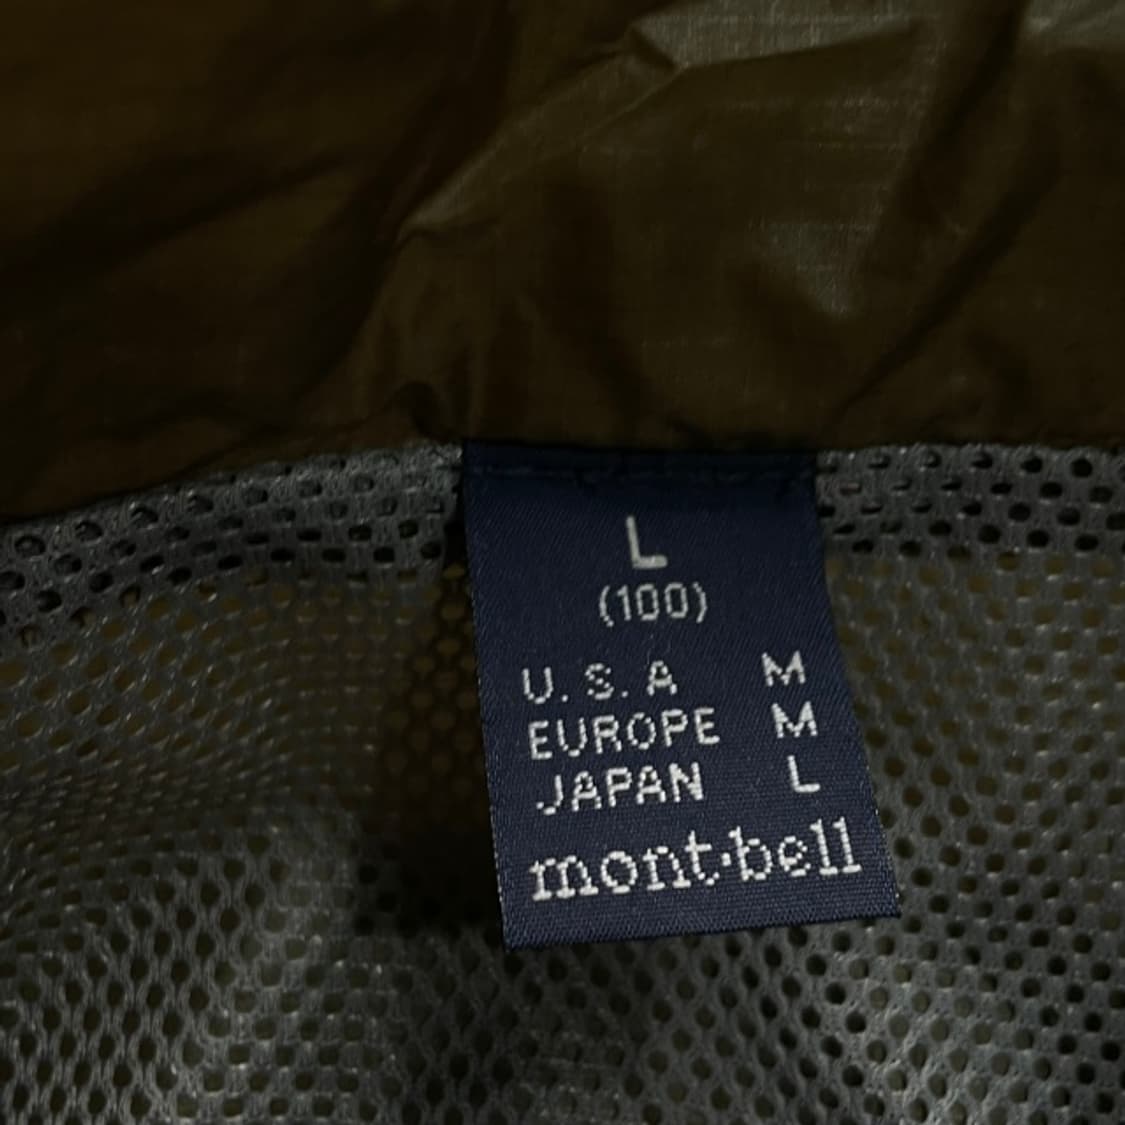 L
(100)
U.S.A M
EUROPE M
JAPAN L
mont·bell